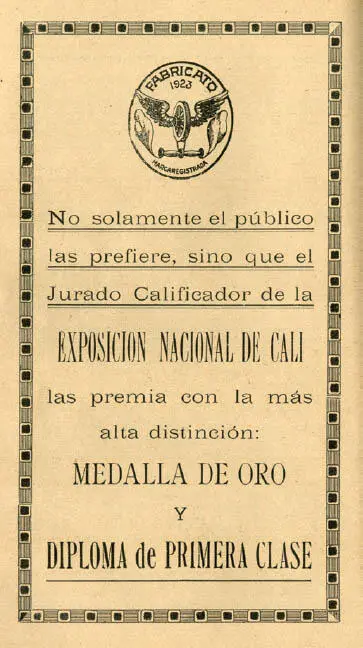 FABRICATO
1923
MARCA REGISTRADA
No solamente el público
las prefiere, sino que el
Jurado Calificador de la
EXPOSICION NACIONAL DE CALI
las premia con la más
alta distinción:
MEDALLA DE ORO
Y
DIPLOMA de PRIMERA CLASE